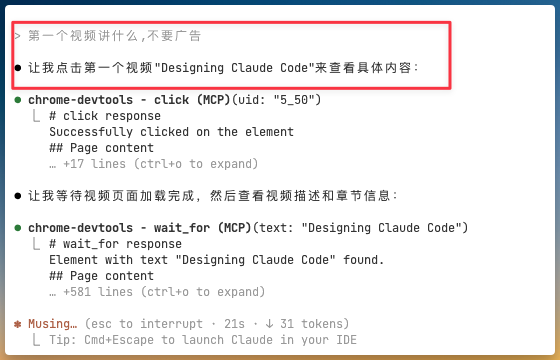 > 第一个视频讲什么,不要广告
● 让我点击第一个视频"Designing Claude Code"来查看具体内容：
● chrome-devtools - click (MCP)(uid: "5_50")
⎿ # click response
Successfully clicked on the element
## Page content
… +17 lines (ctrl+o to expand)
● 让我等待视频页面加载完成，然后查看视频描述和章节信息：
● chrome-devtools - wait_for (MCP)(text: "Designing Claude Code")
⎿ # wait_for response
Element with text "Designing Claude Code" found.
## Page content
… +581 lines (ctrl+o to expand)
✽ Musing… (esc to interrupt · 21s · ↓ 31 tokens)
⎿ Tip: Cmd+Escape to launch Claude in your IDE